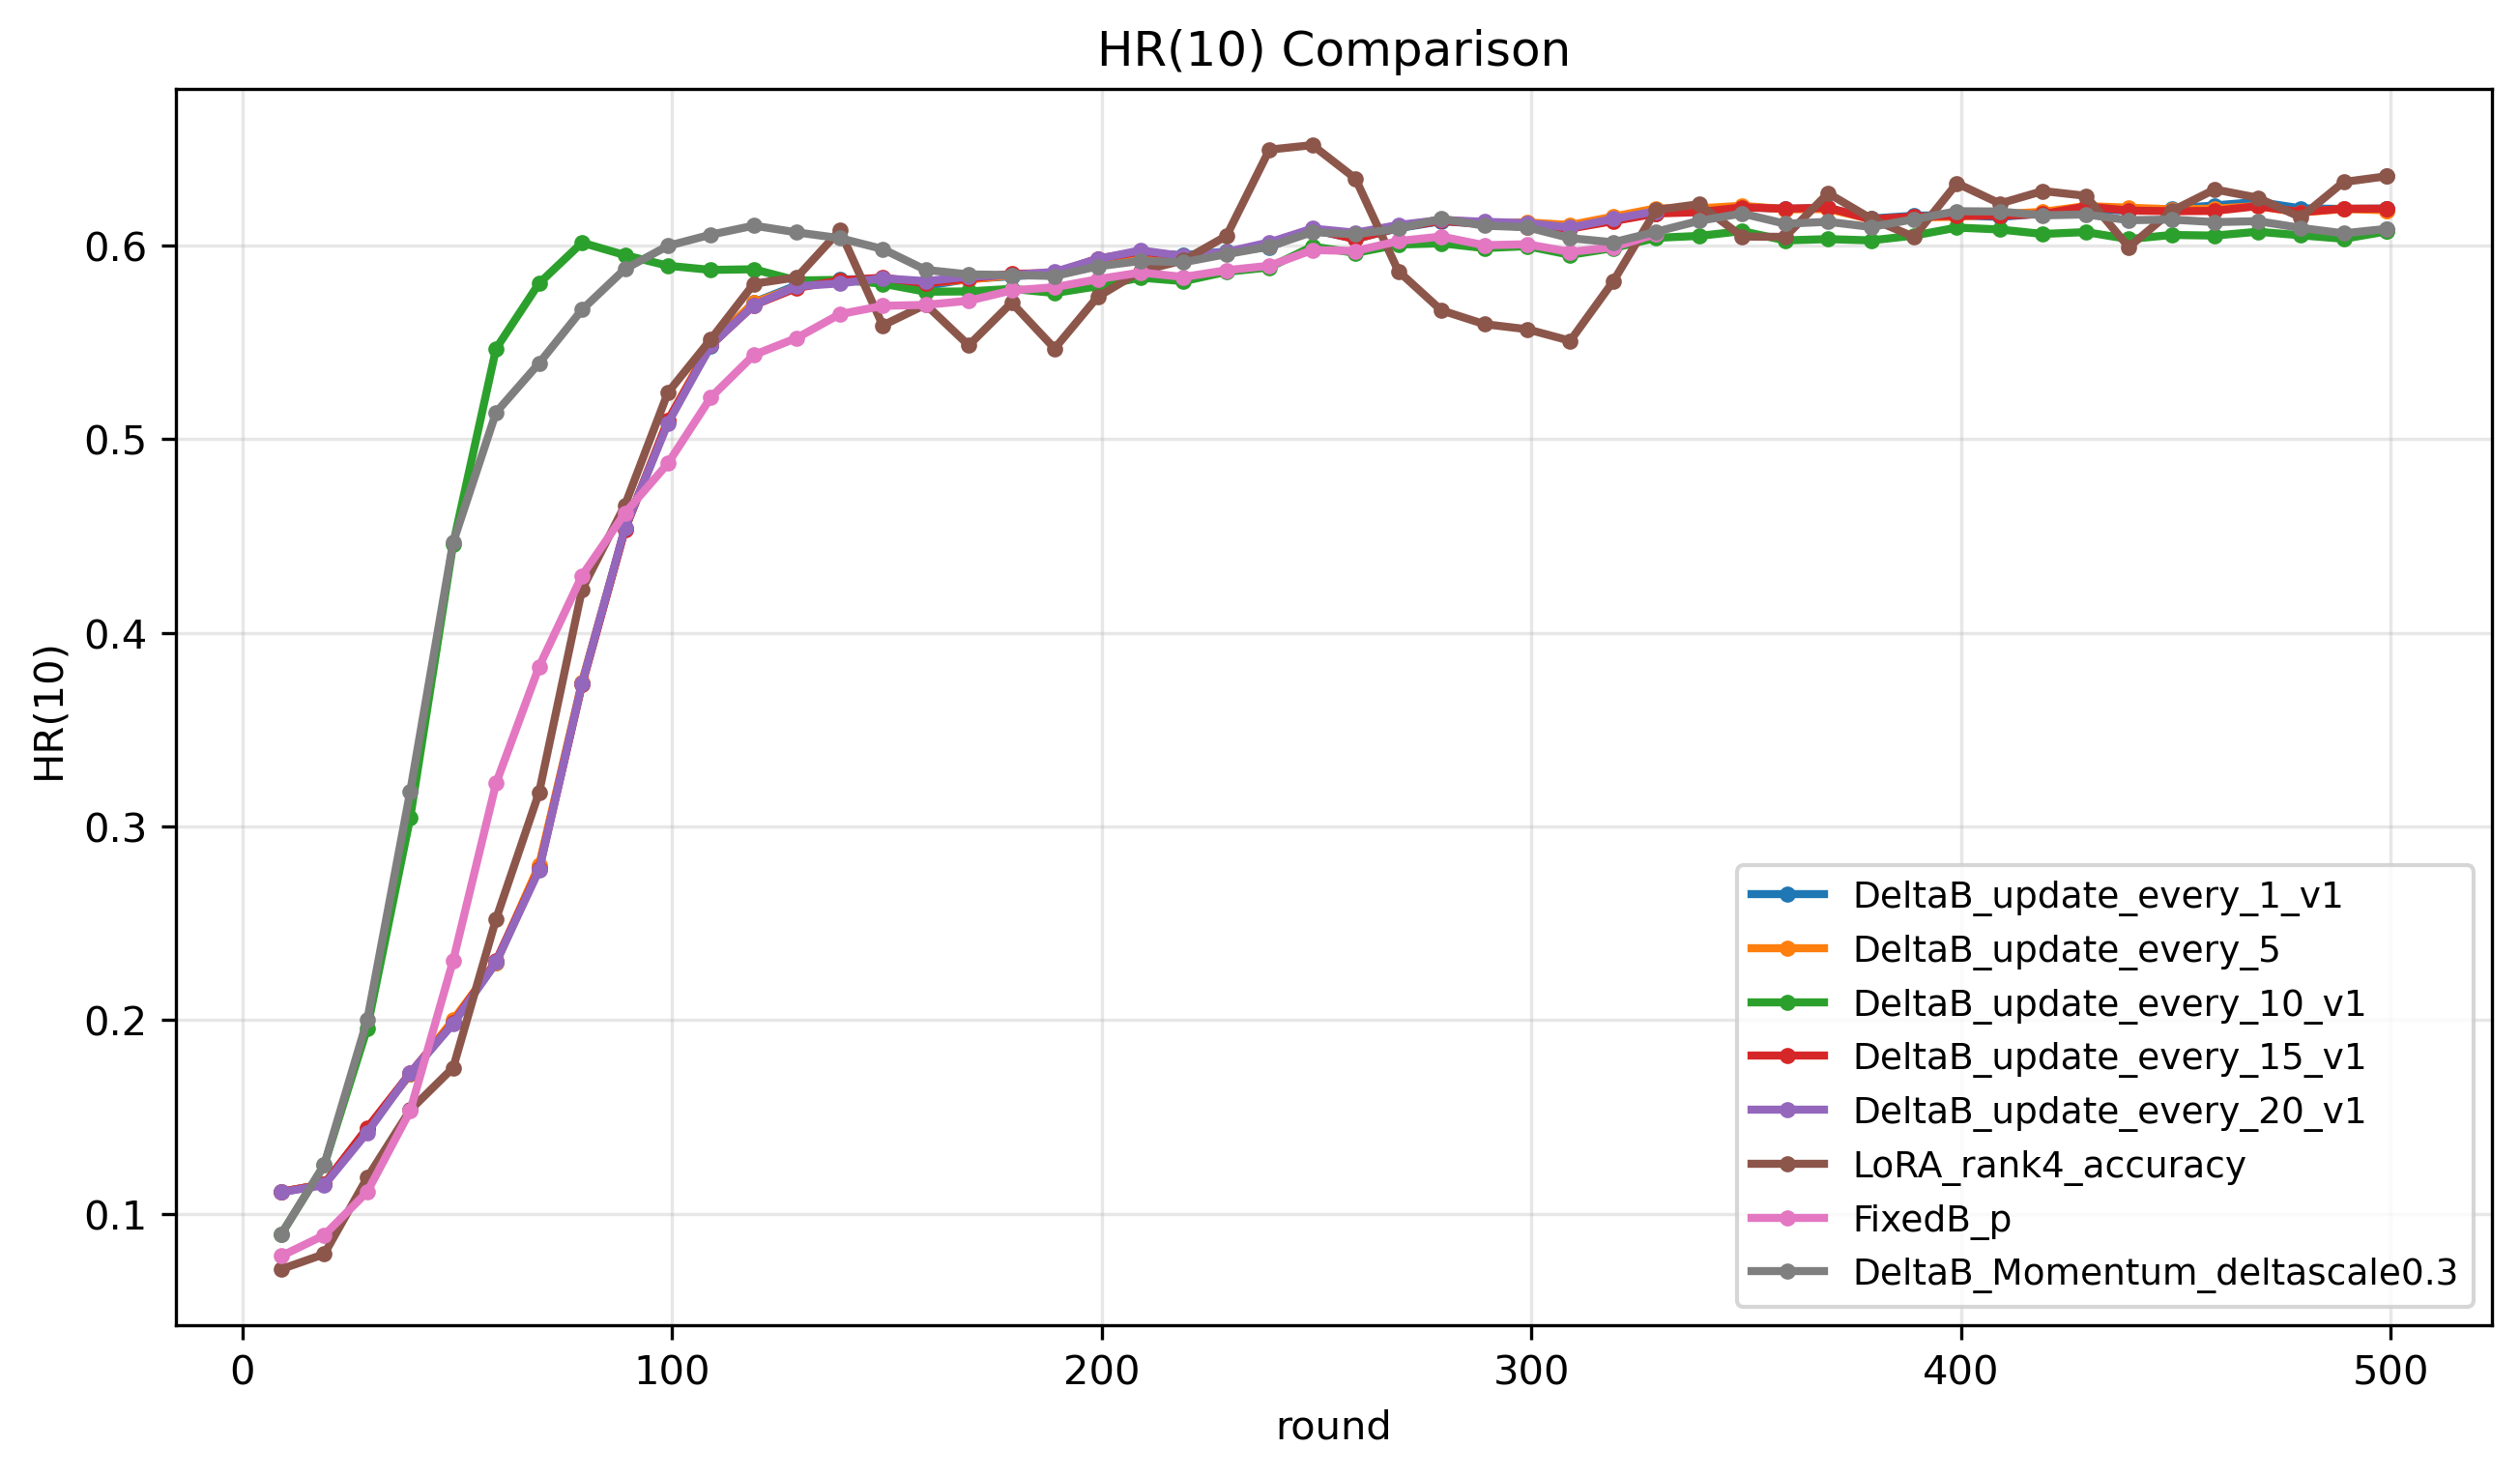 HR(10) Comparison
HR(10)
0.6
0.5
0.4
0.3
0.2
0.1
0
100
200
300
400
500
round
DeltaB_update_every_1_v1
DeltaB_update_every_5
DeltaB_update_every_10_v1
DeltaB_update_every_15_v1
DeltaB_update_every_20_v1
LoRA_rank4_accuracy
FixedB_p
DeltaB_Momentum_deltascale0.3